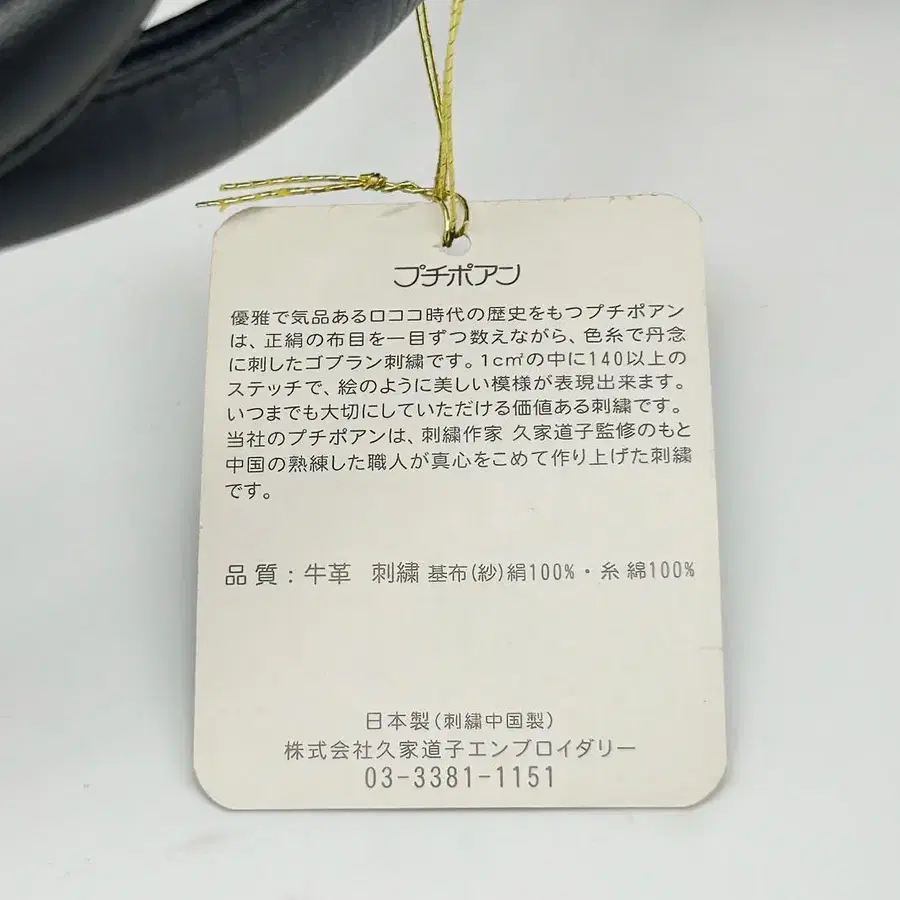 プチポアン
優雅で気品あるロココ時代の歴史をもつプチポアン
は、正絹の布目を一目ずつ数えながら、色糸で丹念
に刺したゴブラン刺繍です。1c㎡の中に140以上の
ステッチで、絵のように美しい模様が表現出来ます。
いつまでも大切にしていただける価値ある刺繍です。
当社のプチポアンは、刺繍作家 久家道子監修のもと
中国の熟練した職人が真心をこめて作り上げた刺繍
です。
品質：牛革 刺繍 基布(紗)絹100%・糸 綿100%
日本製(刺繍中国製)
株式会社久家道子エンブロイダリー
03-3381-1151